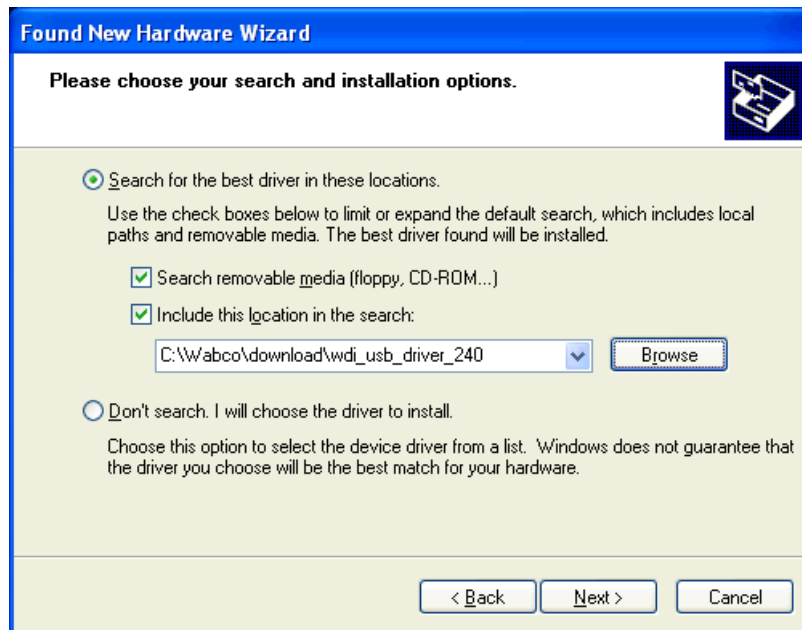 Found New Hardware Wizard
Please choose your search and installation options.
Search for the best driver in these locations.
Use the check boxes below to limit or expand the default search, which includes local
paths and removable media. The best driver found will be installed.
Search removable media (floppy, CD-ROM...)
Include this location in the search:
C:\Wabco\download\wdi_usb_driver_240
Browse
Don't search. I will choose the driver to install.
Choose this option to select the device driver from a list. Windows does not guarantee that
the driver you choose will be the best match for your hardware.
< Back
Next >
Cancel